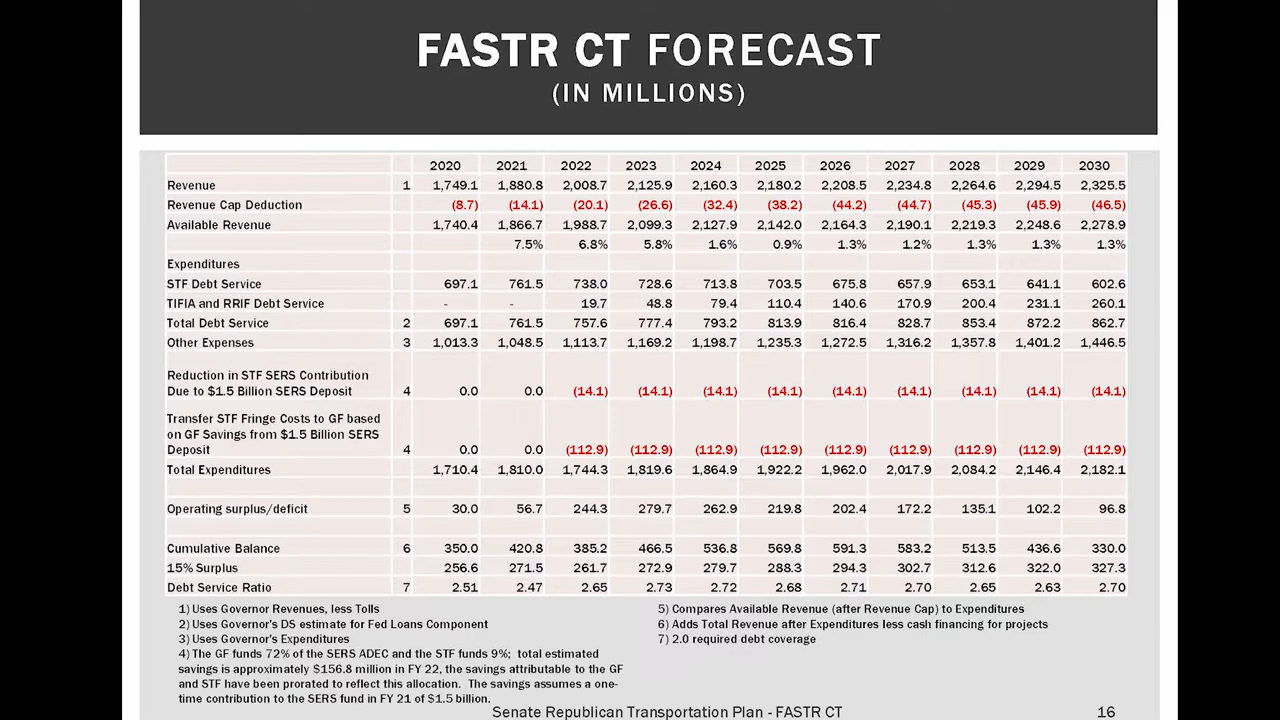 FASTR CT FORECAST
(IN MILLIONS)
2020 2021 2022 2023 2024 2025 2026 2027 2028 2029 2030
Revenue 1 1,749.1 1,880.8 2,008.7 2,125.9 2,160.3 2,180.2 2,208.5 2,234.8 2,264.6 2,294.5 2,325.5
Revenue Cap Deduction (8.7) (14.1) (20.1) (26.6) (32.4) (38.2) (44.2) (44.7) (45.3) (45.9) (46.5)
Available Revenue 1,740.4 1,866.7 1,988.7 2,099.3 2,127.9 2,142.0 2,164.3 2,190.1 2,219.3 2,248.6 2,278.9
7.5% 6.8% 5.8% 1.6% 0.9% 1.3% 1.2% 1.3% 1.3% 1.3%
Expenditures
STF Debt Service 697.1 761.5 738.0 728.6 713.8 703.5 675.8 657.9 653.1 641.1 602.6
TIFIA and RRIF Debt Service - - 19.7 48.8 79.4 110.4 140.6 170.9 200.4 231.1 260.1
Total Debt Service 2 697.1 761.5 757.6 777.4 793.2 813.9 816.4 828.7 853.4 872.2 862.7
Other Expenses 3 1,013.3 1,048.5 1,113.7 1,169.2 1,198.7 1,235.3 1,272.5 1,316.2 1,357.8 1,401.2 1,446.5
Reduction in STF SERS Contribution
Due to $1.5 Billion SERS Deposit 4 0.0 0.0 (14.1) (14.1) (14.1) (14.1) (14.1) (14.1) (14.1) (14.1) (14.1)
Transfer STF Fringe Costs to GF based
on GF Savings from $1.5 Billion SERS
Deposit 4 0.0 0.0 (112.9) (112.9) (112.9) (112.9) (112.9) (112.9) (112.9) (112.9) (112.9)
Total Expenditures 1,710.4 1,810.0 1,744.3 1,819.6 1,864.9 1,922.2 1,962.0 2,017.9 2,084.2 2,146.4 2,182.1
Operating surplus/deficit 5 30.0 56.7 244.3 279.7 262.9 219.8 202.4 172.2 135.1 102.2 96.8
Cumulative Balance 6 350.0 420.8 385.2 466.5 536.8 569.8 591.3 583.2 513.5 436.6 330.0
15% Surplus 256.6 271.5 261.7 272.9 279.7 288.3 294.3 302.7 312.6 322.0 327.3
Debt Service Ratio 7 2.51 2.47 2.65 2.73 2.72 2.68 2.71 2.70 2.65 2.63 2.70
1) Uses Governor Revenues, less Tolls
2) Uses Governor's DS estimate for Fed Loans Component
3) Uses Governor's Expenditures
4) The GF funds 72% of the SERS ADEC and the STF funds 9%; total estimated
savings is approximately $156.8 million in FY 22, the savings attributable to the GF
and STF have been prorated to reflect this allocation. The savings assumes a one-
time contribution to the SERS fund in FY 21 of $1.5 billion.
5) Compares Available Revenue (after Revenue Cap) to Expenditures
6) Adds Total Revenue after Expenditures less cash financing for projects
7) 2.0 required debt coverage
Senate Republican Transportation Plan - FASTR CT 16